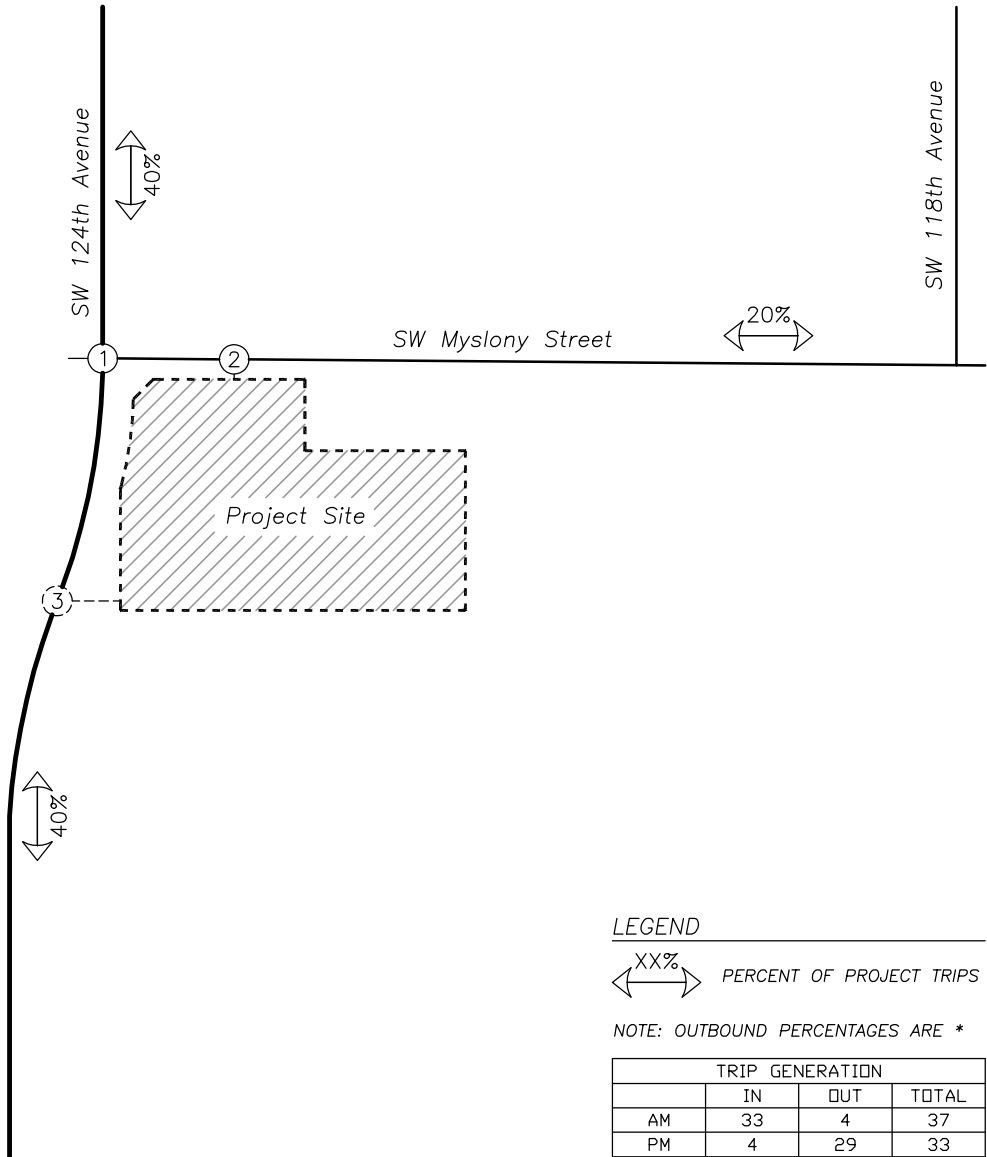 SW 124th Avenue
40%
SW 118th Avenue
20%
SW Myslony Street
1
2
Project Site
3
40%
LEGEND
XX%
PERCENT OF PROJECT TRIPS
NOTE: OUTBOUND PERCENTAGES ARE *
TRIP GENERATION
IN OUT TOTAL
AM 33 4 37
PM 4 29 33